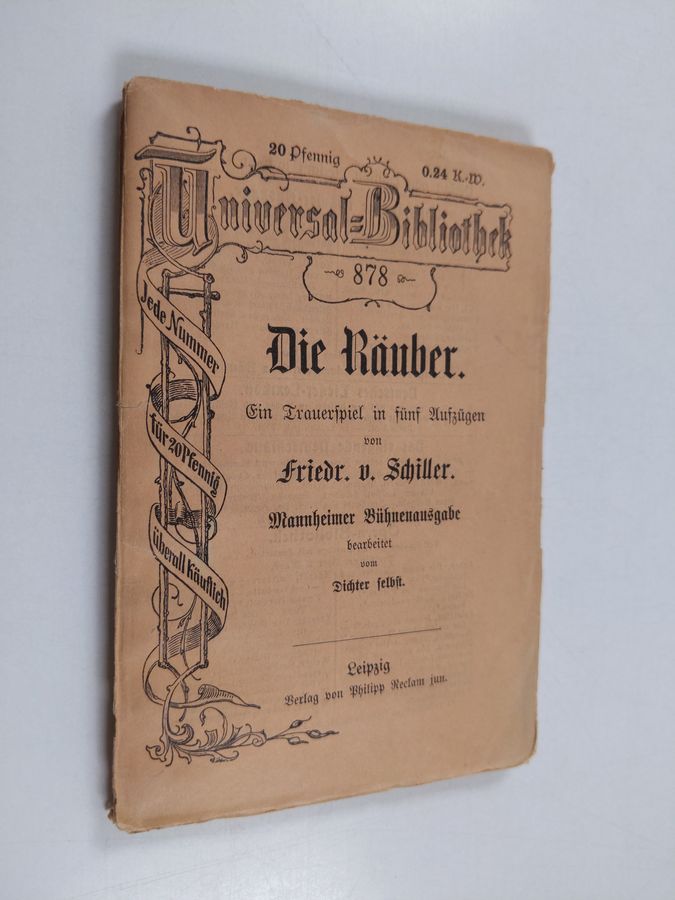 20 Pfennig 0.24 K.-W.
Universal-Bibliothek
878
Jede Nummer
für 20 Pfennig
überall käuflich
Die Räuber.
Ein Trauerspiel in fünf Aufzügen
von
Friedr. v. Schiller.
Mannheimer Bühnenausgabe
bearbeitet
vom
Dichter selbst.
Leipzig
Verlag von Philipp Reclam jun.